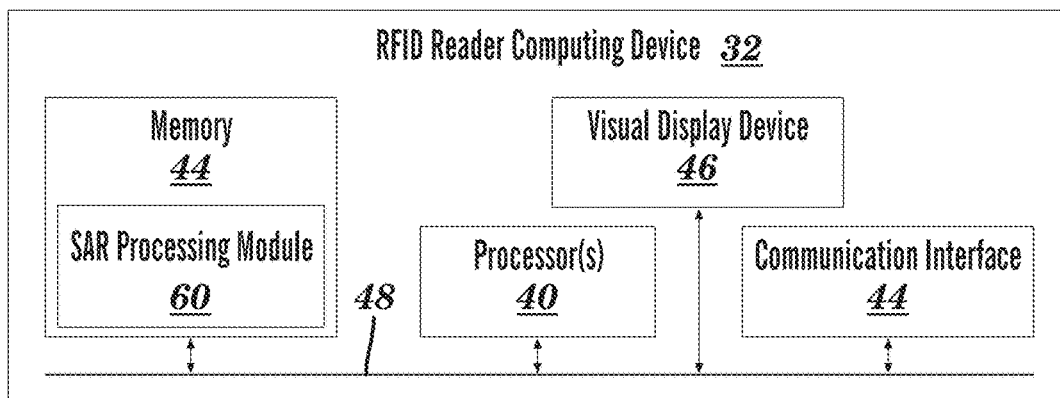 RFID Reader Computing Device 32
Memory
44
SAR Processing Module
60
Visual Display Device
46
Processor(s)
40
Communication Interface
44
48